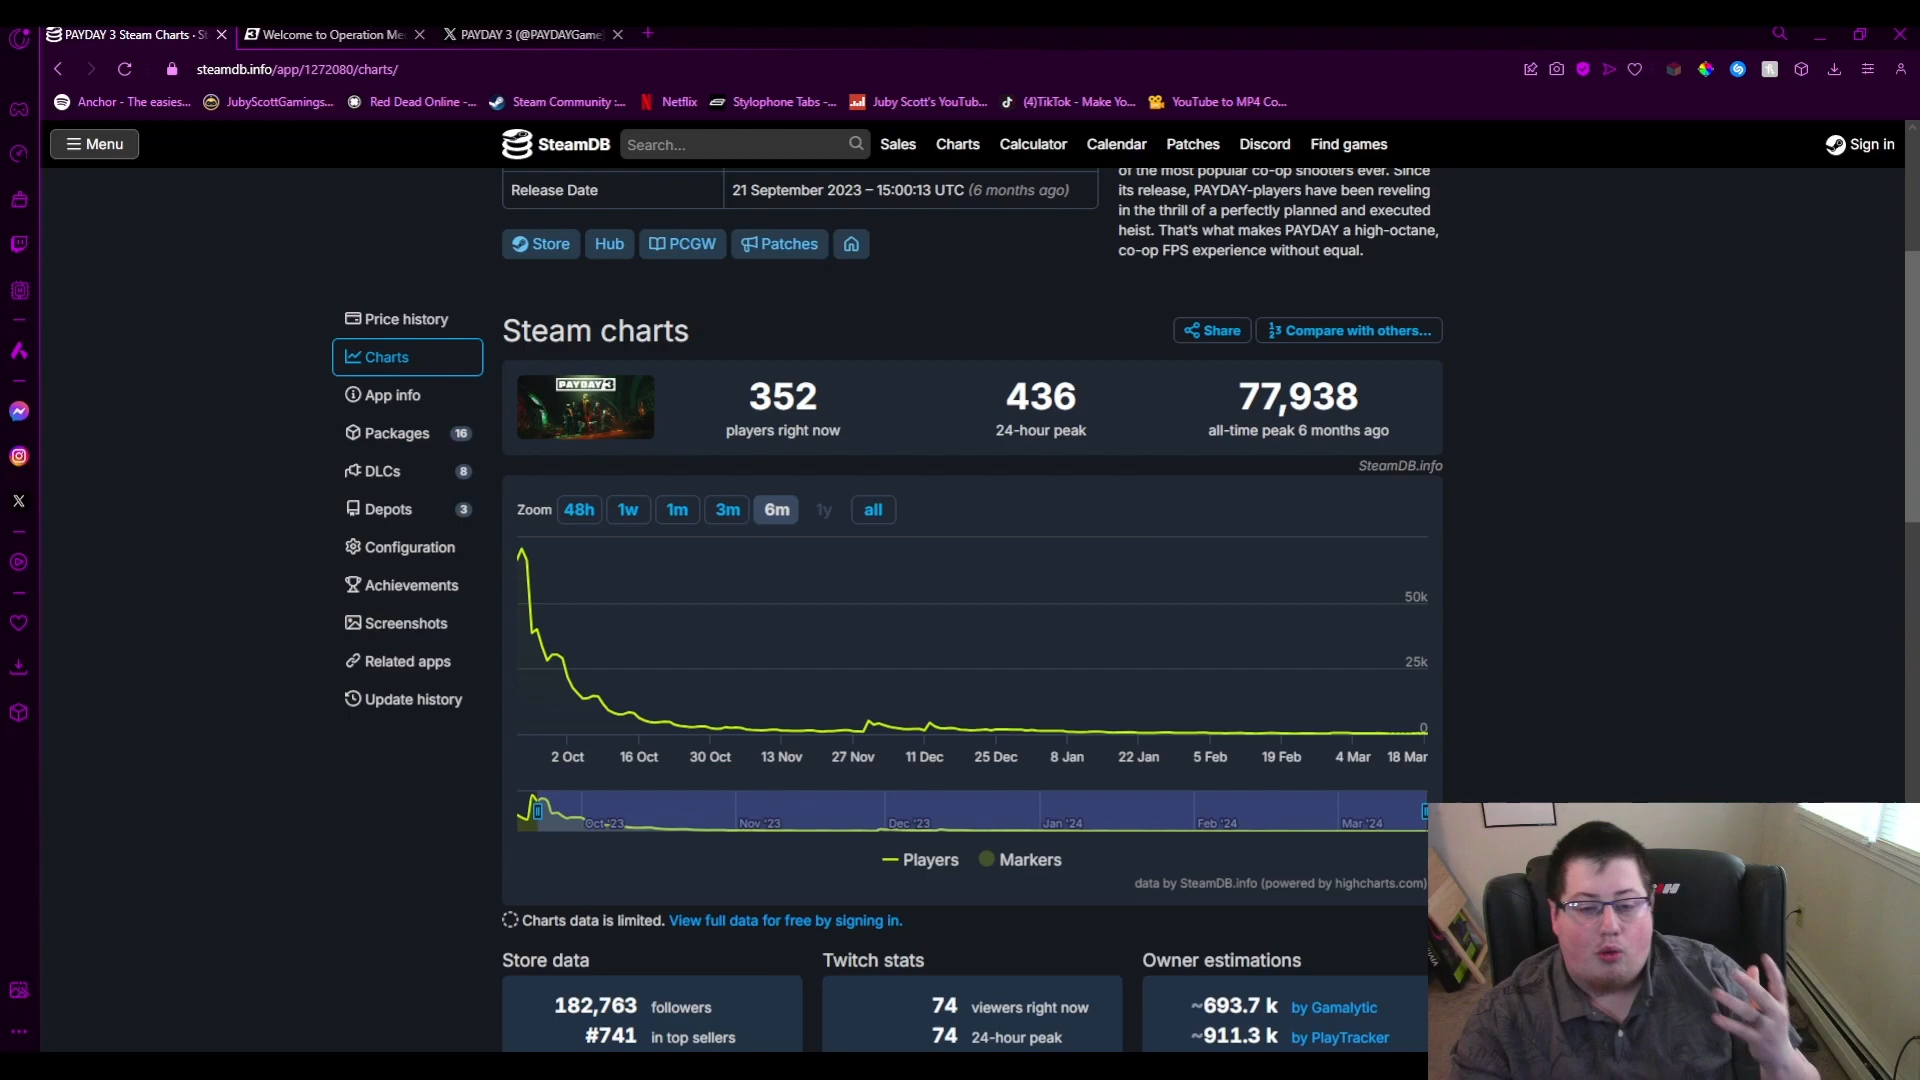 PAYDAY 3 Steam Charts · St
Welcome to Operation Me
PAYDAY 3 (@PAYDAYGame
steamdb.info/app/1272080/charts/
Anchor - The easies...
JubyScottGamings...
Red Dead Online -...
Steam Community :...
Netflix
Stylophone Tabs -...
Juby Scott's YouTub...
(4)TikTok - Make Yo...
YouTube to MP4 Co...
Menu
SteamDB
Search...
Sales
Charts
Calculator
Calendar
Patches
Discord
Find games
Sign in
Release Date
21 September 2023 – 15:00:13 UTC (6 months ago)
of the most popular co-op shooters ever. Since
its release, PAYDAY-players have been reveling
in the thrill of a perfectly planned and executed
heist. That's what makes PAYDAY a high-octane,
co-op FPS experience without equal.
Store
Hub
PCGW
Patches
Price history
Charts
App info
Packages 16
DLCs 8
Depots 3
Configuration
Achievements
Screenshots
Related apps
Update history
Steam charts
Share
Compare with others...
PAYDAY 3
352
players right now
436
24-hour peak
77,938
all-time peak 6 months ago
SteamDB.info
Zoom 48h 1w 1m 3m 6m 1y all
50k
25k
0
2 Oct 16 Oct 30 Oct 13 Nov 27 Nov 11 Dec 25 Dec 8 Jan 22 Jan 5 Feb 19 Feb 4 Mar 18 Mar
Oct '23 Nov '23 Dec '23 Jan '24 Feb '24 Mar '24
Players Markers
data by SteamDB.info (powered by highcharts.com)
Charts data is limited. View full data for free by signing in.
Store data
182,763 followers
#741 in top sellers
Twitch stats
74 viewers right now
74 24-hour peak
Owner estimations
~693.7 k by Gamalytic
~911.3 k by PlayTracker